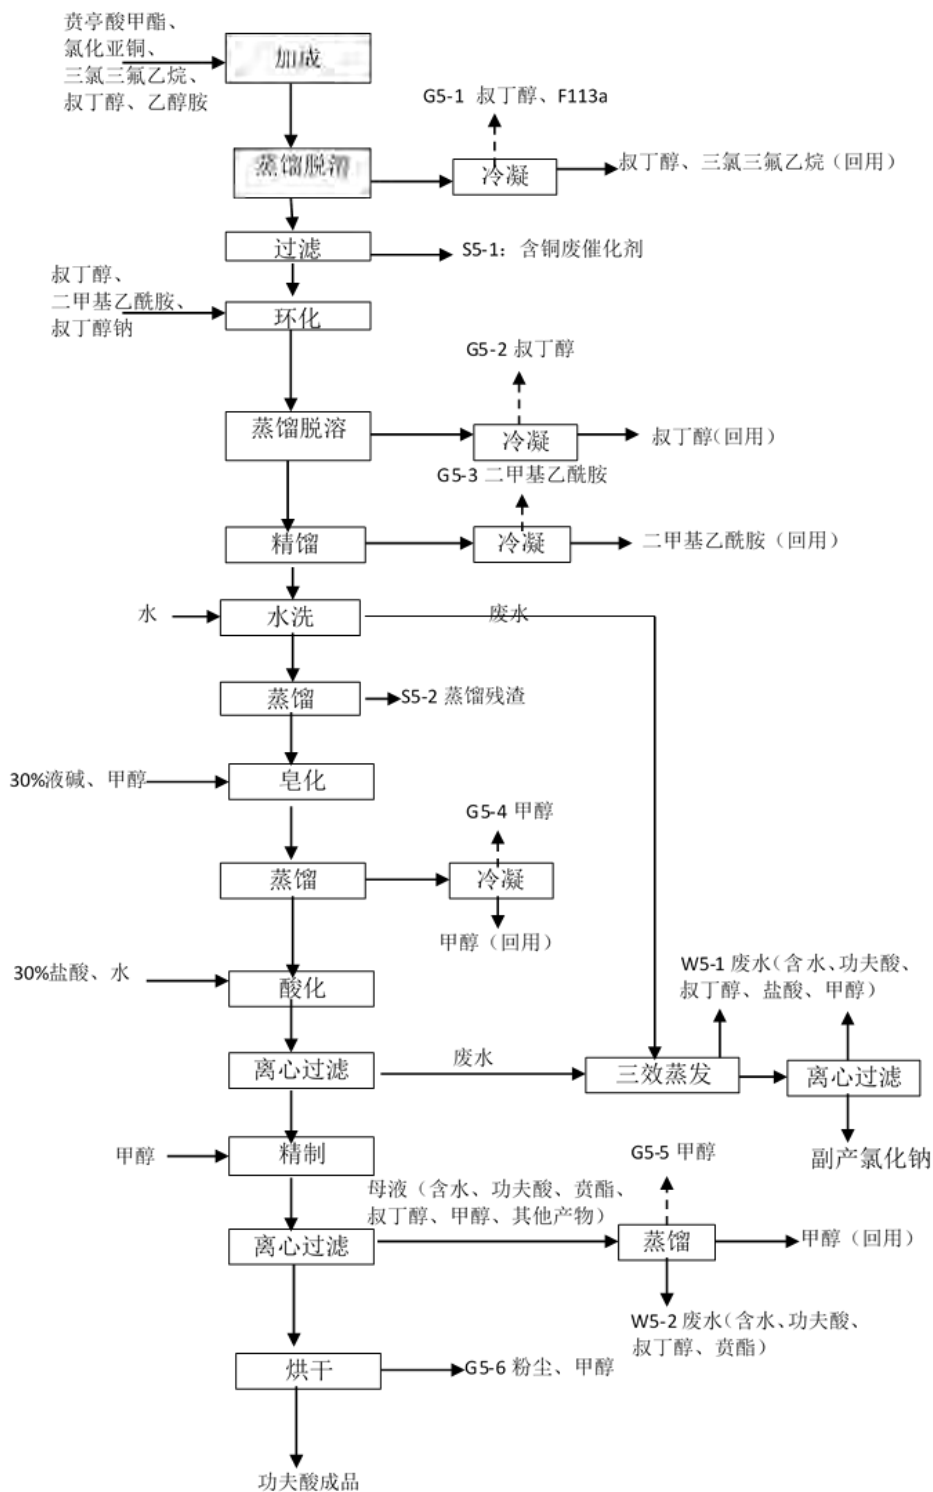 贲亭酸甲酯、
氯化亚铜、
三氯三氟乙烷、
叔丁醇、乙醇胺
加成
G5-1 叔丁醇、F113a
蒸馏脱溶
冷凝
叔丁醇、三氯三氟乙烷（回用）
过滤
S5-1：含铜废催化剂
叔丁醇、
二甲基乙酰胺、
叔丁醇钠
环化
G5-2 叔丁醇
蒸馏脱溶
冷凝
叔丁醇（回用）
G5-3 二甲基乙酰胺
精馏
冷凝
二甲基乙酰胺（回用）
水
水洗
废水
蒸馏
S5-2 蒸馏残渣
30%液碱、甲醇
皂化
G5-4 甲醇
蒸馏
冷凝
甲醇（回用）
30%盐酸、水
酸化
W5-1 废水（含水、功夫酸、
叔丁醇、盐酸、甲醇）
离心过滤
废水
三效蒸发
离心过滤
副产氯化钠
甲醇
精制
G5-5 甲醇
母液（含水、功夫酸、贲酯、
叔丁醇、甲醇、其他产物）
离心过滤
蒸馏
甲醇（回用）
W5-2 废水（含水、功夫酸、
叔丁醇、贲酯）
烘干
G5-6 粉尘、甲醇
功夫酸成品